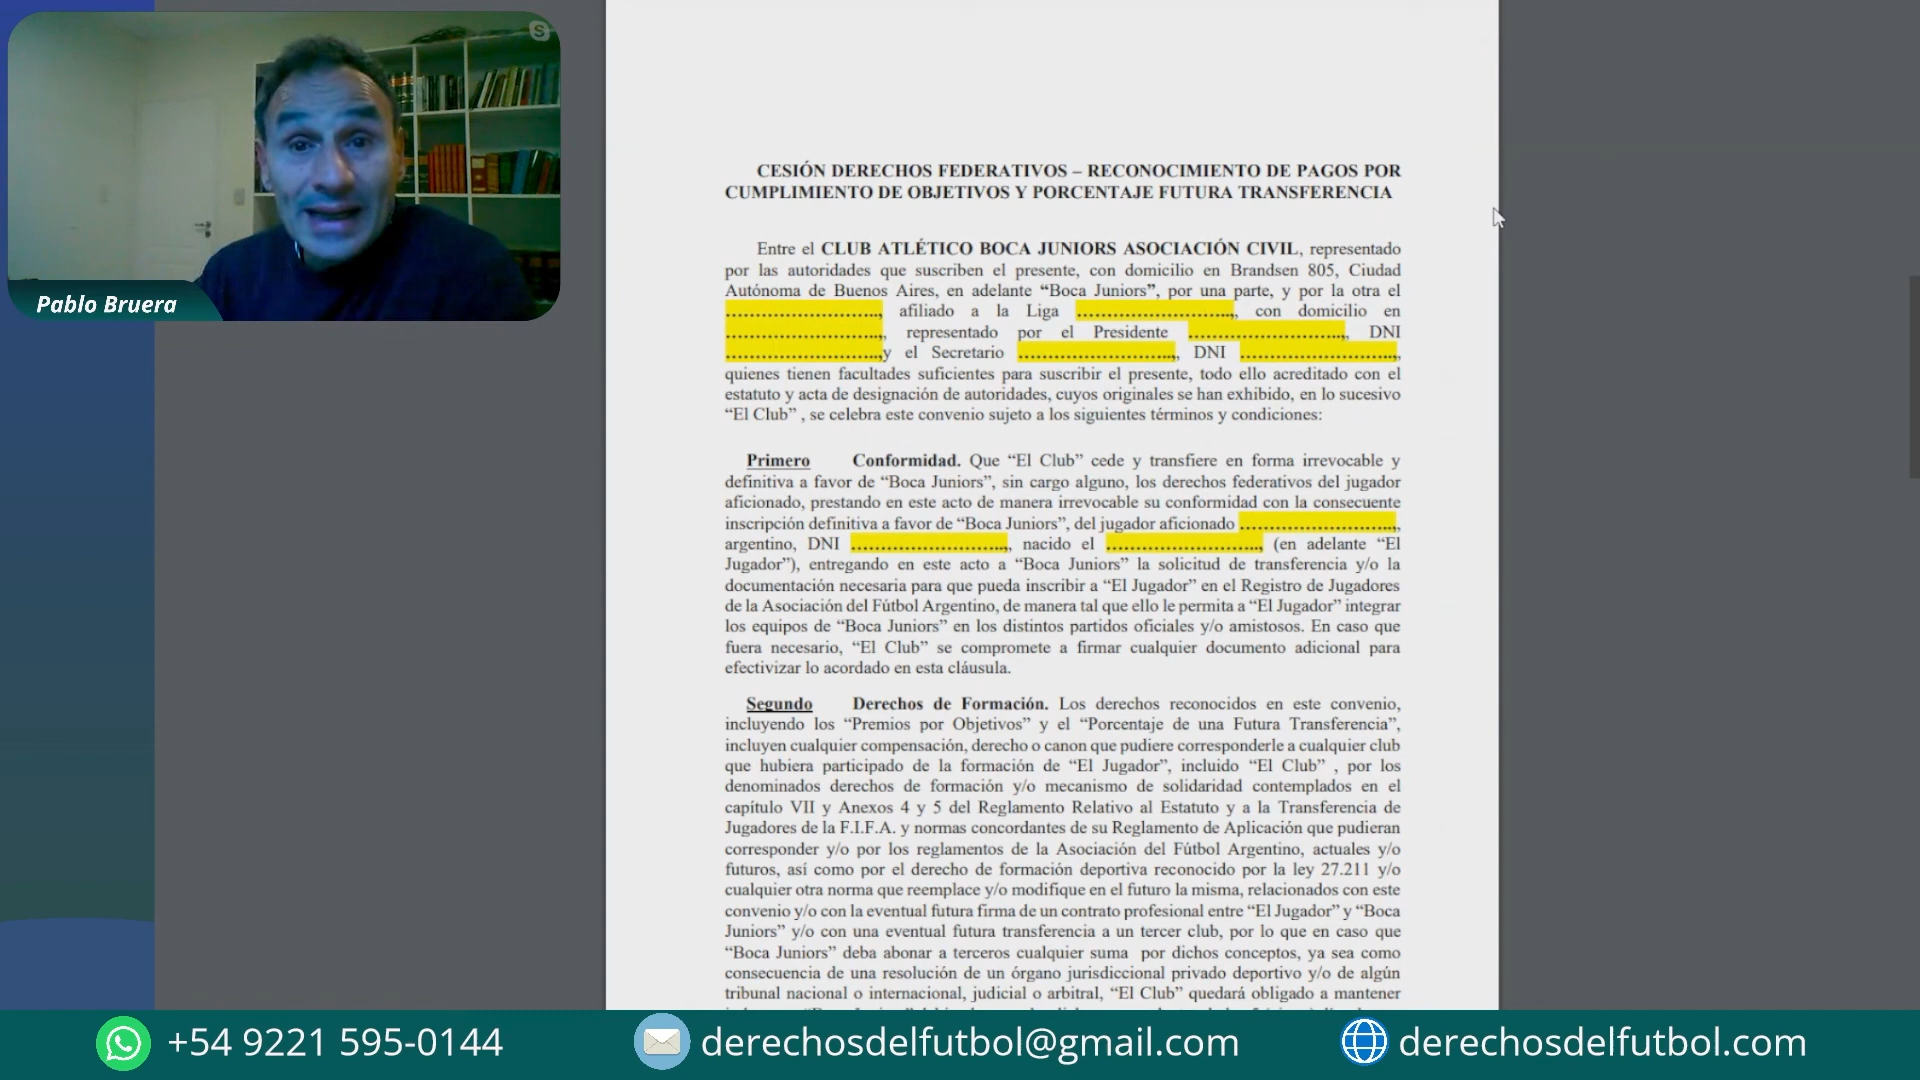 Pablo Bruera
CESIÓN DERECHOS FEDERATIVOS – RECONOCIMIENTO DE PAGOS POR
CUMPLIMIENTO DE OBJETIVOS Y PORCENTAJE FUTURA TRANSFERENCIA
Entre el CLUB ATLÉTICO BOCA JUNIORS ASOCIACIÓN CIVIL, representado
por las autoridades que suscriben el presente, con domicilio en Brandsen 805, Ciudad
Autónoma de Buenos Aires, en adelante “Boca Juniors”, por una parte, y por la otra el
………………………, afiliado a la Liga ………………………, con domicilio en
………………………, representado por el Presidente ………………………, DNI
………………………y el Secretario ………………………, DNI ………………………,
quienes tienen facultades suficientes para suscribir el presente, todo ello acreditado con el
estatuto y acta de designación de autoridades, cuyos originales se han exhibido, en lo sucesivo
“El Club” , se celebra este convenio sujeto a los siguientes términos y condiciones:
Primero Conformidad. Que “El Club” cede y transfiere en forma irrevocable y
definitiva a favor de “Boca Juniors”, sin cargo alguno, los derechos federativos del jugador
aficionado, prestando en este acto de manera irrevocable su conformidad con la consecuente
inscripción definitiva a favor de “Boca Juniors”, del jugador aficionado ………………………,
argentino, DNI ………………………, nacido el ………………………, (en adelante “El
Jugador”), entregando en este acto a “Boca Juniors” la solicitud de transferencia y/o la
documentación necesaria para que pueda inscribir a “El Jugador” en el Registro de Jugadores
de la Asociación del Fútbol Argentino, de manera tal que ello le permita a “El Jugador” integrar
los equipos de “Boca Juniors” en los distintos partidos oficiales y/o amistosos. En caso que
fuera necesario, “El Club” se compromete a firmar cualquier documento adicional para
efectivizar lo acordado en esta cláusula.
Segundo Derechos de Formación. Los derechos reconocidos en este convenio,
incluyendo los “Premios por Objetivos” y el “Porcentaje de una Futura Transferencia”,
incluyen cualquier compensación, derecho o canon que pudiere corresponderle a cualquier club
que hubiera participado de la formación de “El Jugador”, incluido “El Club” , por los
denominados derechos de formación y/o mecanismo de solidaridad contemplados en el
capítulo VII y Anexos 4 y 5 del Reglamento Relativo al Estatuto y a la Transferencia de
Jugadores de la F.I.F.A. y normas concordantes de su Reglamento de Aplicación que pudieran
corresponder y/o por los reglamentos de la Asociación del Fútbol Argentino, actuales y/o
futuros, así como por el derecho de formación deportiva reconocido por la ley 27.211 y/o
cualquier otra norma que reemplace y/o modifique en el futuro la misma, relacionados con este
convenio y/o con la eventual futura firma de un contrato profesional entre “El Jugador” y “Boca
Juniors” y/o con una eventual futura transferencia a un tercer club, por lo que en caso que
“Boca Juniors” deba abonar a terceros cualquier suma por dichos conceptos, ya sea como
consecuencia de una resolución de un órgano jurisdiccional privado deportivo y/o de algún
tribunal nacional o internacional, judicial o arbitral, “El Club” quedará obligado a mantener
+54 9221 595-0144
derechosdelfutbol@gmail.com
derechosdelfutbol.com